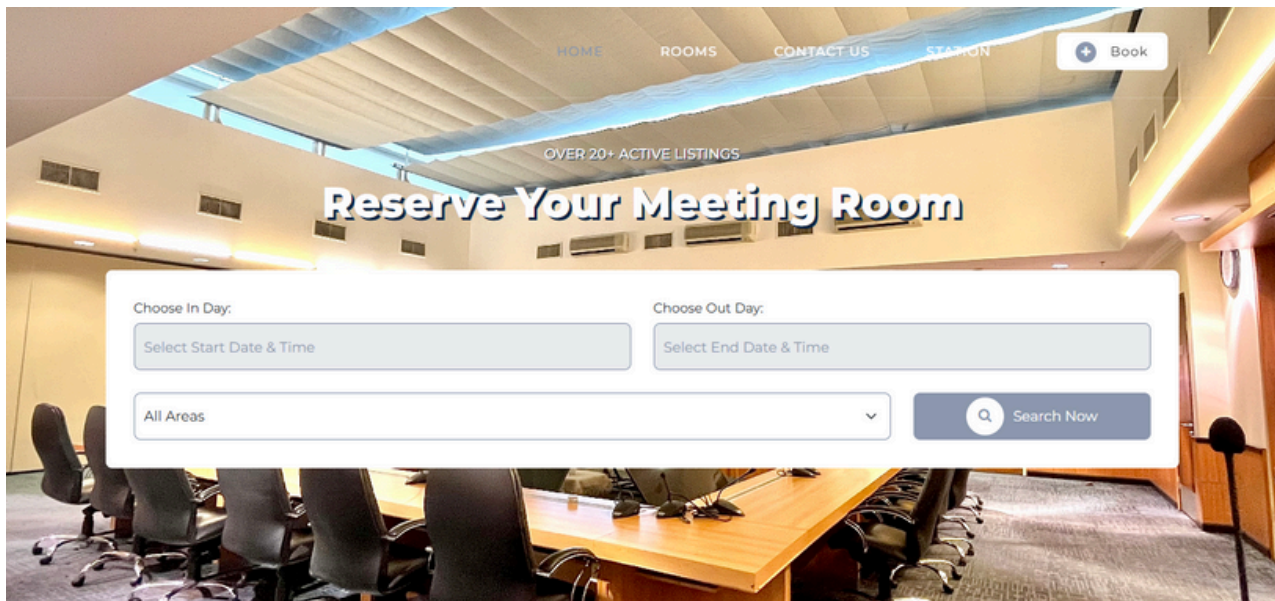 HOME ROOMS CONTACT US STATION Book
OVER 20+ ACTIVE LISTINGS
Reserve Your Meeting Room
Choose In Day: Choose Out Day:
Select Start Date & Time Select End Date & Time
All Areas Search Now